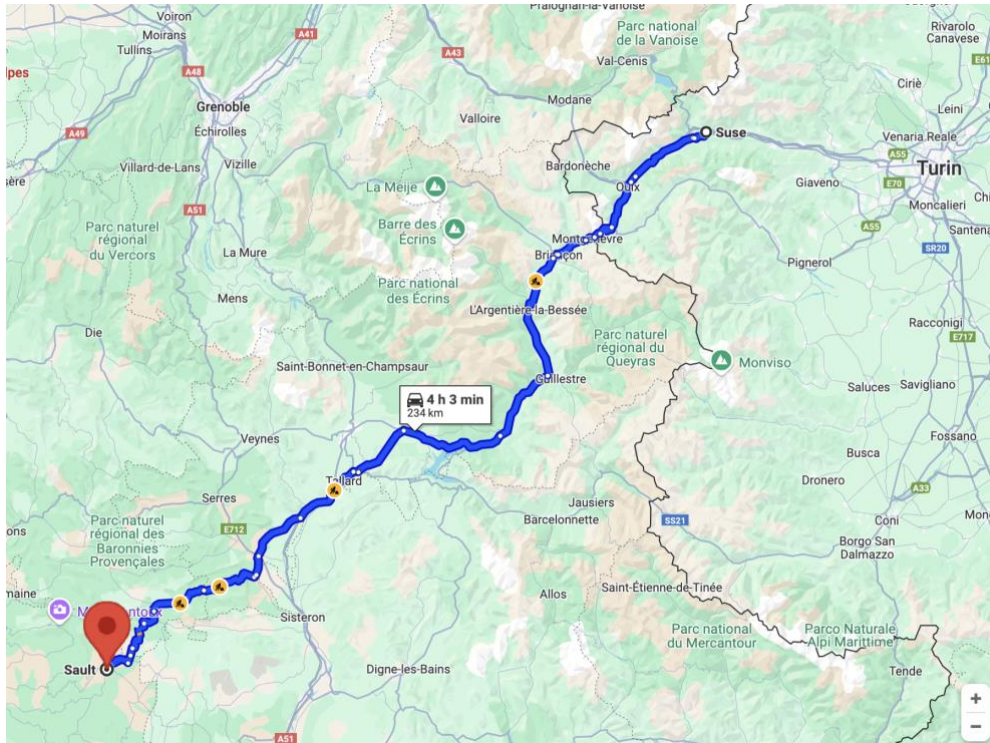 Voiron
Moirans
Tullins
A41
A43
Pralognan-la-Vanoise
Parc national
de la Vanoise
Val-Cenis
Rivarolo
Canavese
E61
lpes
A48
Grenoble
Échirolles
A49
Villard-de-Lans
Vizille
sère
Valloire
Modane
Suse
Bardonèche
Oulx
Ciriè
Leini
Venaria Reale
A55
Turin
Giaveno
E70
Moncalieri
Chi
A55
Santena
SR20
A51
La Meije
Barre des
Écrins
Parc naturel
régional
du Vercors
La Mure
Mens
Parc national
des Écrins
Montgenèvre
Briançon
Pignerol
L'Argentière-la-Bessée
Racconigi
E717
Die
Parc naturel
régional du
Queyras
Monviso
Saint-Bonnet-en-Champsaur
Guillestre
4 h 3 min
234 km
Saluces
Savigliano
Veynes
Fossano
Busca
Tallard
Dronero
A33
Serres
Jausiers
Barcelonnette
SS21
Coni
Mon
ons
Parc naturel
régional des
Baronnies
Provençales
E712
Borgo San
Dalmazzo
maine
Allos
Saint-Étienne-de-Tinée
Sisteron
Parc national
du Mercantour
Parco Naturale
Alpi Marittime
Sault
Digne-les-Bains
Tende
A51
+
−